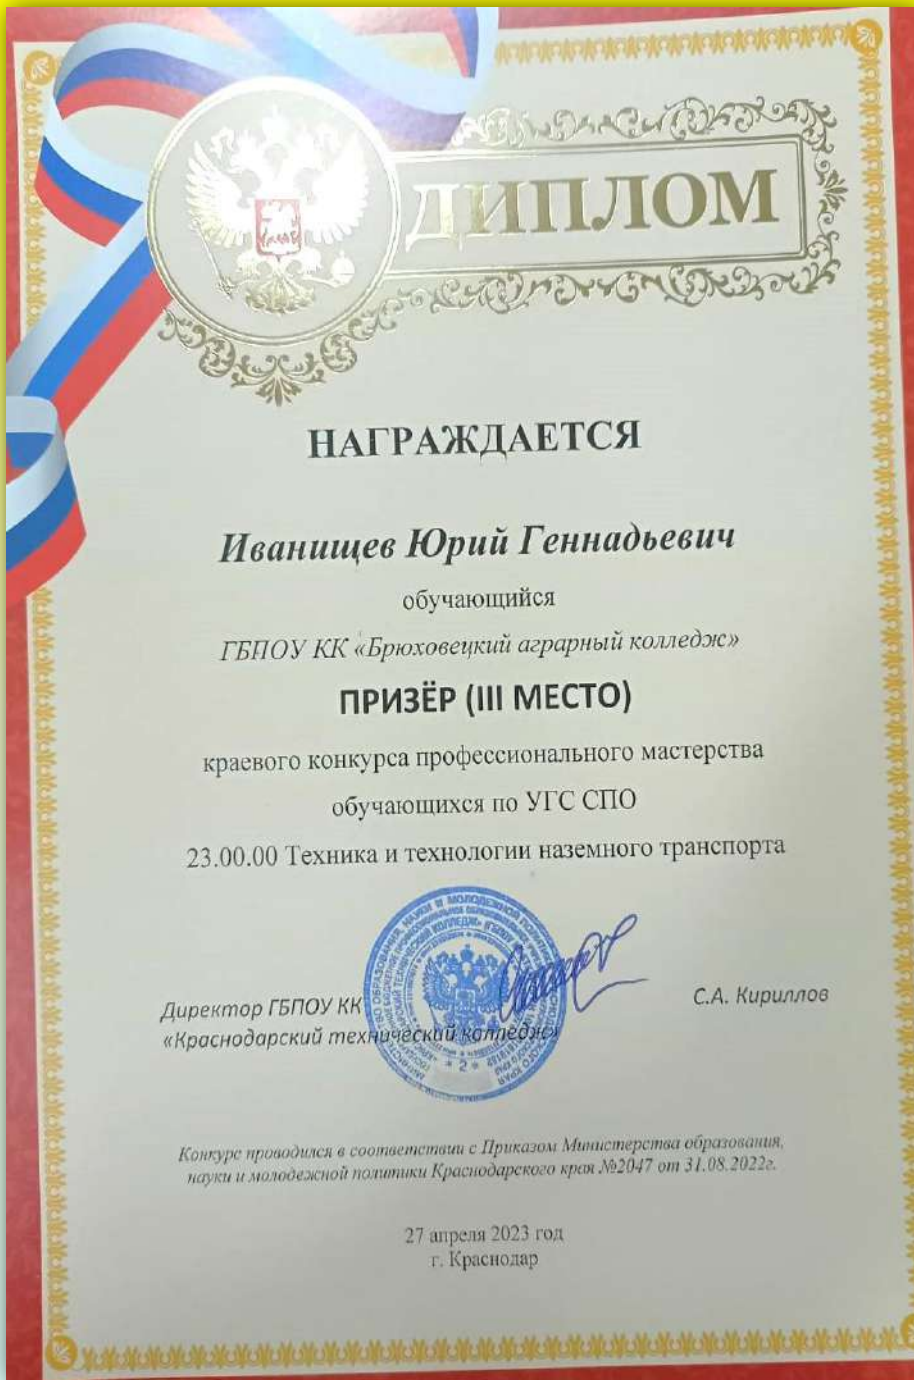 ДИПЛОМ
НАГРАЖДАЕТСЯ
Иванищев Юрий Геннадьевич
обучающийся
ГБПОУ КК «Брюховецкий аграрный колледж»
ПРИЗЁР (III МЕСТО)
краевого конкурса профессионального мастерства
обучающихся по УГС СПО
23.00.00 Техника и технологии наземного транспорта
Директор ГБПОУ КК
«Краснодарский технический колледж»
С.А. Кириллов
Конкурс проводился в соответствии с Приказом Министерства образования,
науки и молодежной политики Краснодарского края №2047 от 31.08.2022г.
27 апреля 2023 год
г. Краснодар